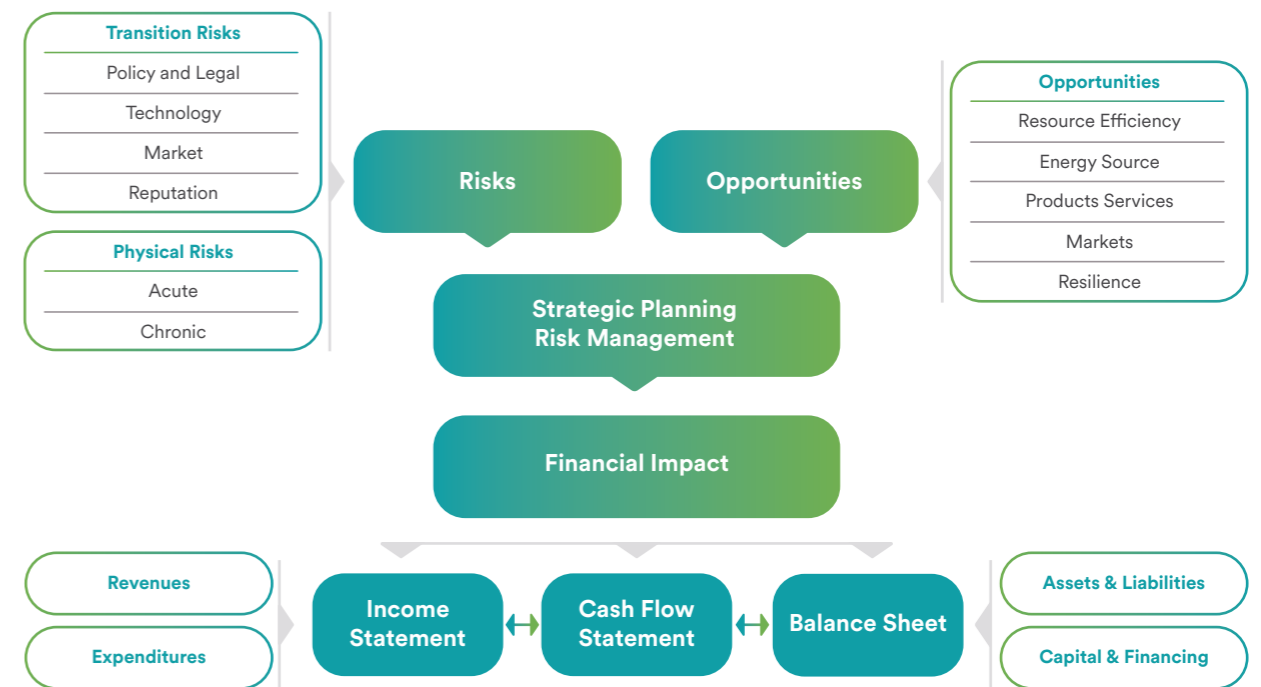 Transition Risks
Policy and Legal
Technology
Market
Reputation
Physical Risks
Acute
Chronic
Risks
Opportunities
Opportunities
Resource Efficiency
Energy Source
Products Services
Markets
Resilience
Strategic Planning
Risk Management
Financial Impact
Revenues
Expenditures
Income
Statement
Cash Flow
Statement
Balance Sheet
Assets & Liabilities
Capital & Financing